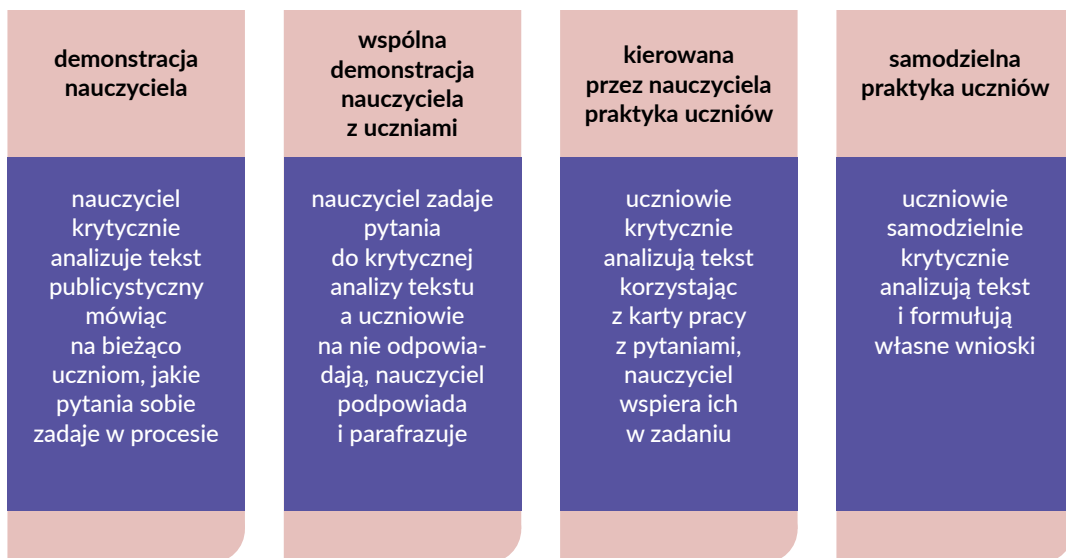 demonstracja
nauczyciela
nauczyciel
krytycznie
analizuje tekst
publicystyczny
mówiąc
na bieżąco
uczniom, jakie
pytania sobie
zadaje w procesie
wspólna
demonstracja
nauczyciela
z uczniami
nauczyciel zadaje
pytania
do krytycznej
analizy tekstu
a uczniowie
na nie odpowia-
dają, nauczyciel
podpowiada
i parafrazuje
kierowana
przez nauczyciela
praktyka uczniów
uczniowie
krytycznie
analizują tekst
korzystając
z karty pracy
z pytaniami,
nauczyciel
wspiera ich
w zadaniu
samodzielna
praktyka uczniów
uczniowie
samodzielnie
krytycznie
analizują tekst
i formułują
własne wnioski